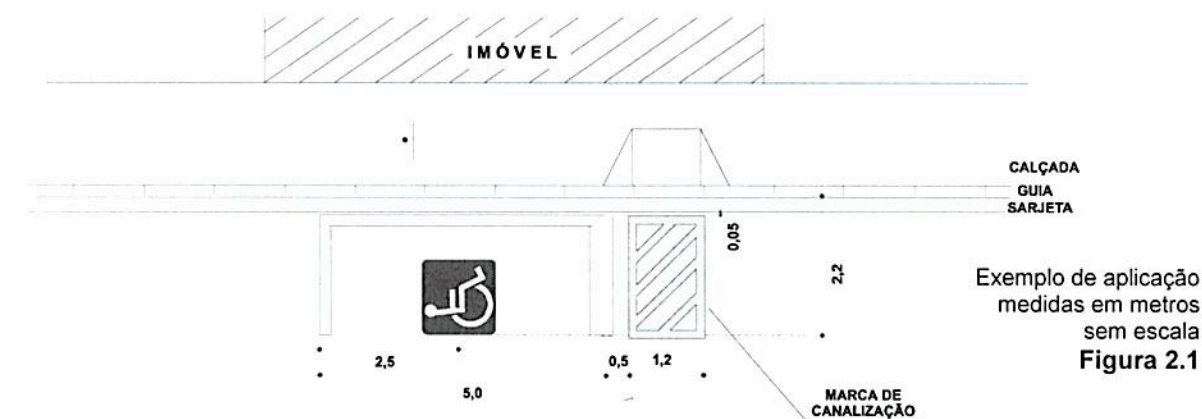 IMÓVEL
CALÇADA
GUIA
SARJETA
0,05
2,2
Exemplo de aplicação
medidas em metros
sem escala
Figura 2.1
2,5
0,5
1,2
5,0
MARCA DE
CANALIZAÇÃO